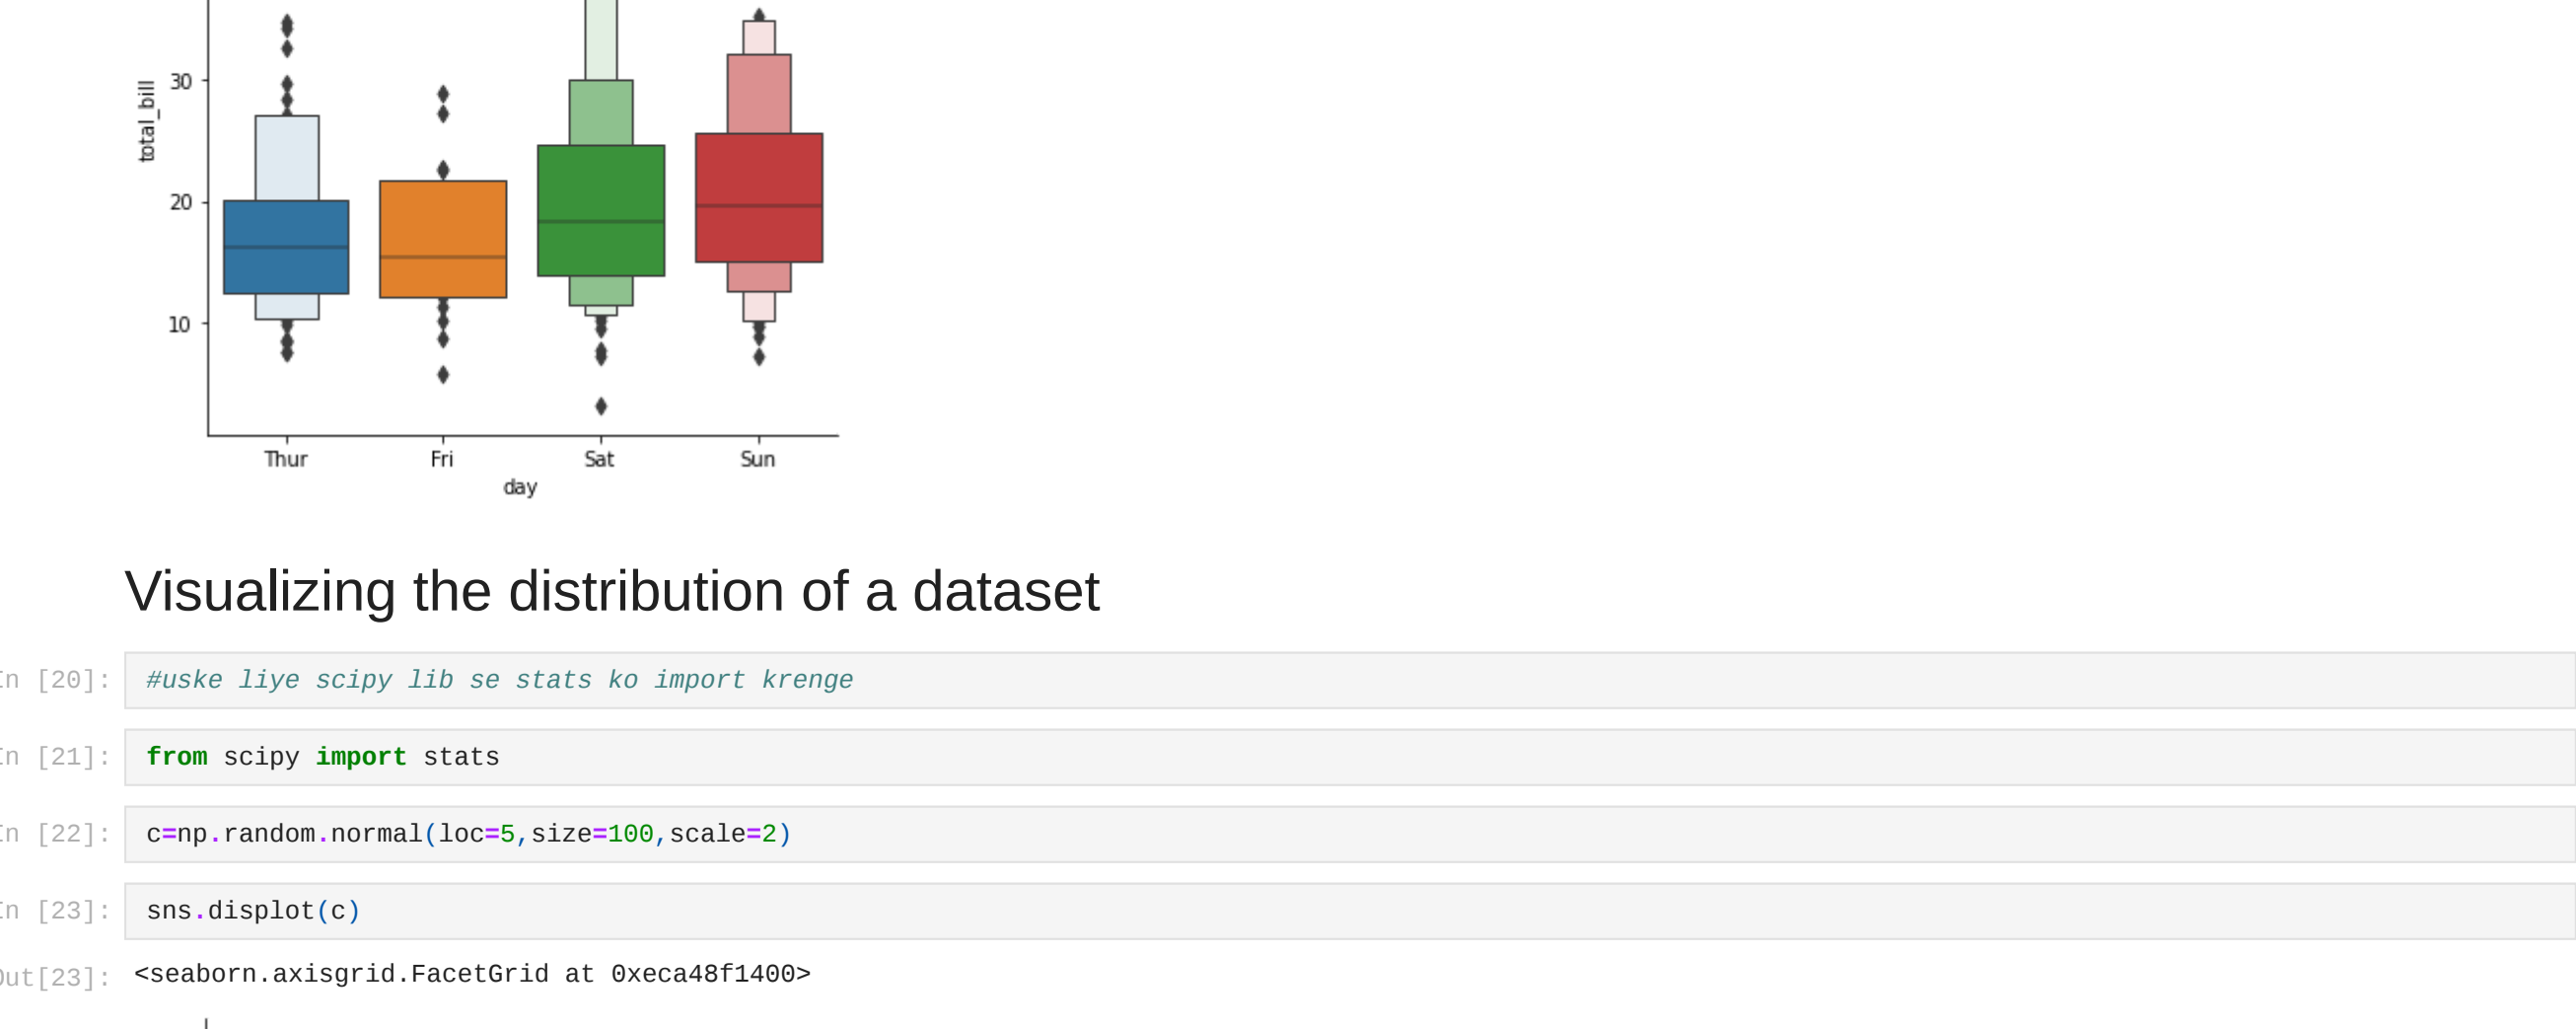 30
total_bill
20
10
Thur Fri Sat Sun
day
Visualizing the distribution of a dataset
In [20]: #uske liye scipy lib se stats ko import krenge
In [21]: from scipy import stats
In [22]: c=np.random.normal(loc=5,size=100,scale=2)
In [23]: sns.displot(c)
Out[23]: <seaborn.axisgrid.FacetGrid at 0xeca48f1400>